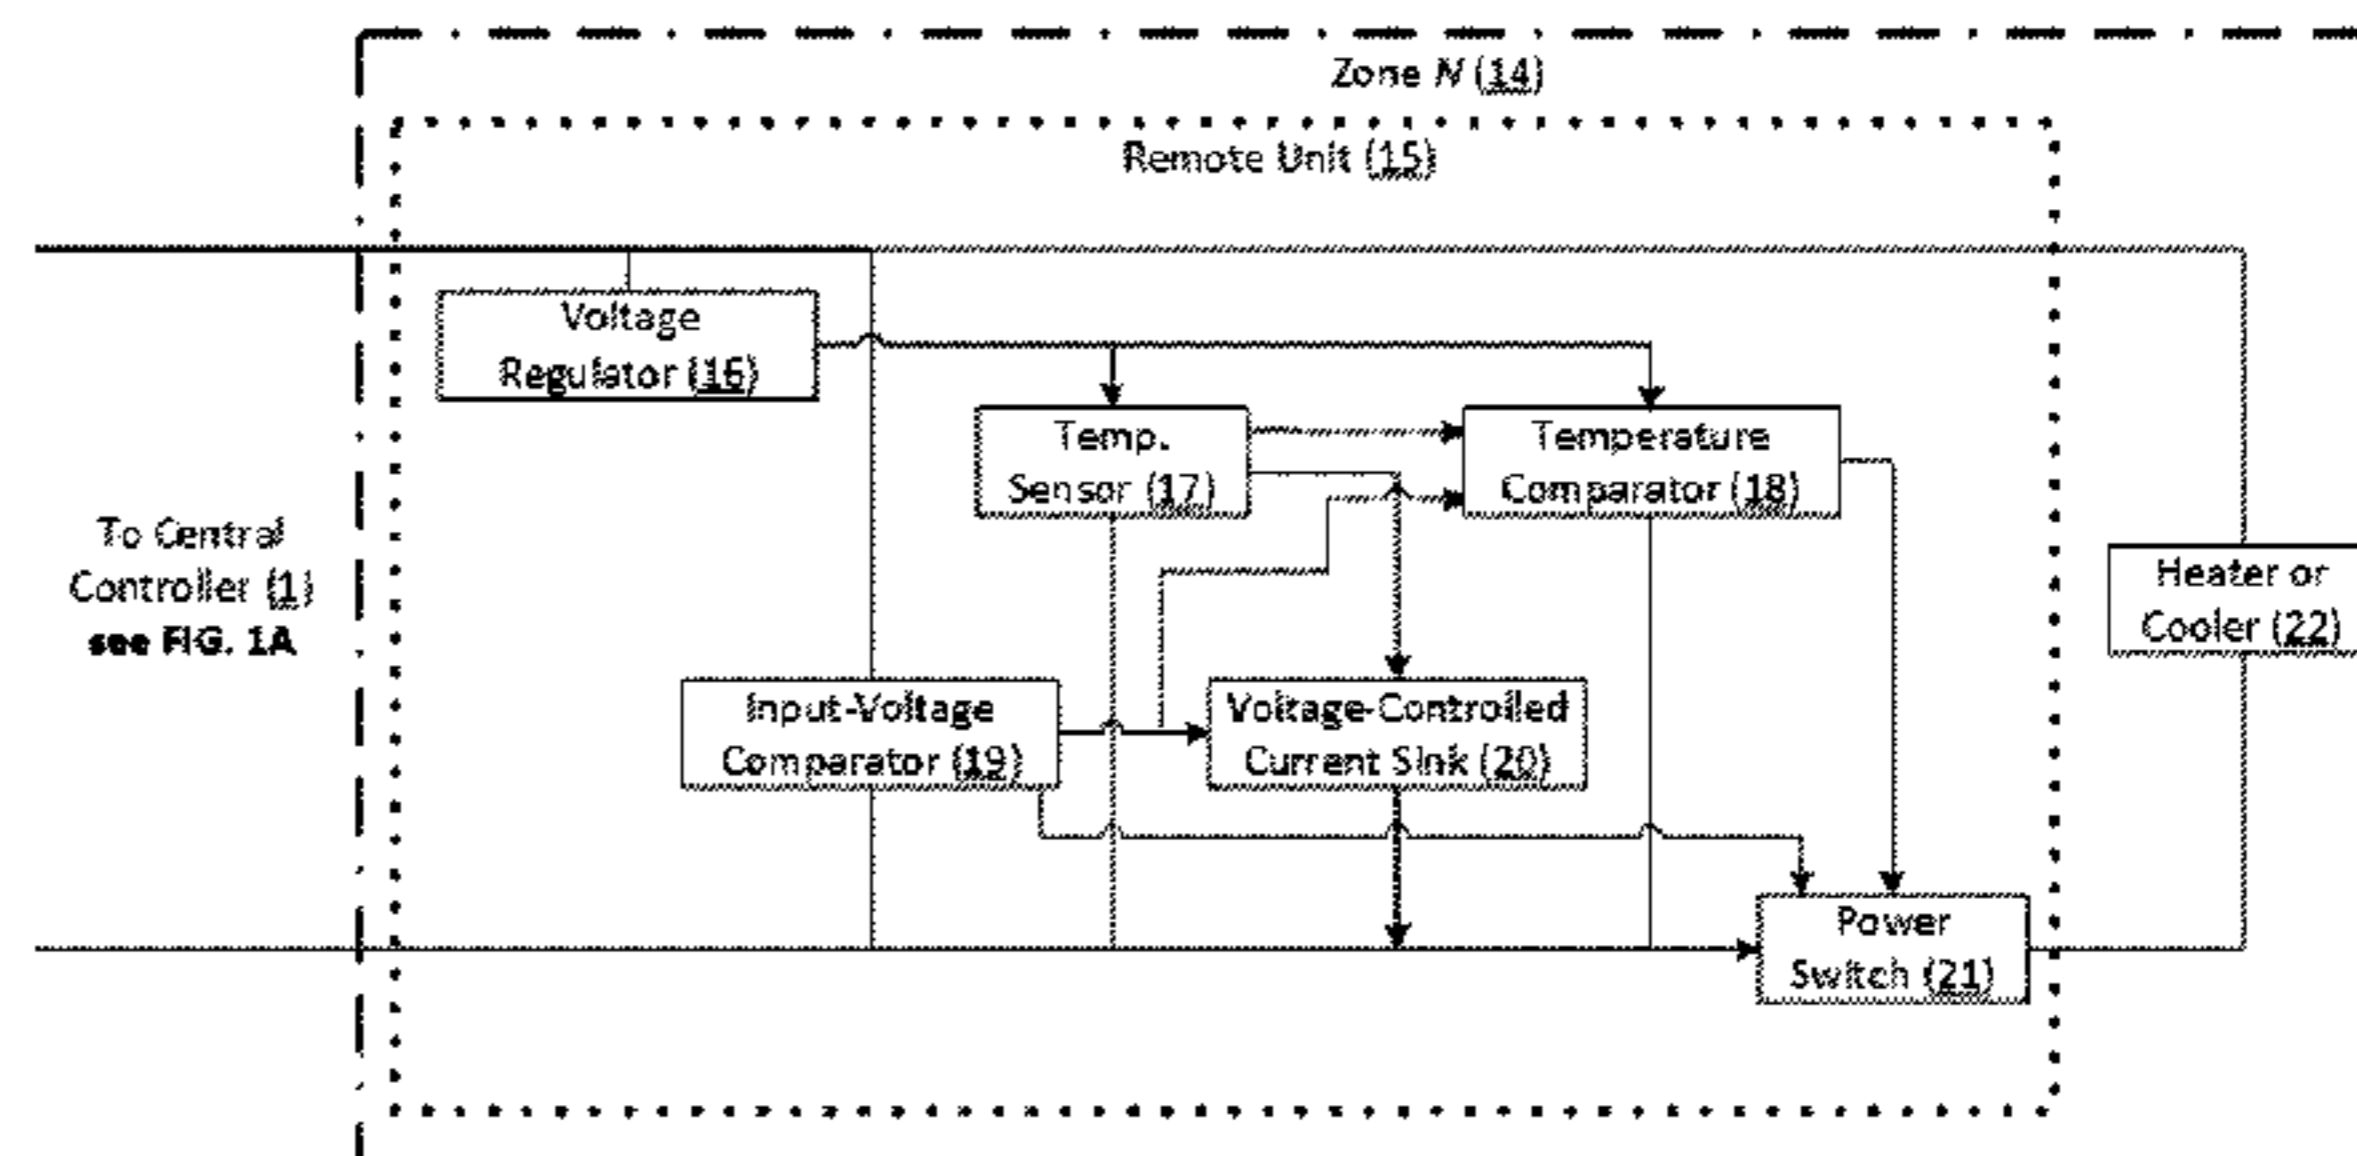 Zone N (14)
Remote Unit (15)
Voltage
Regulator (16)
Temp.
Sensor (17)
Temperature
Comparator (18)
To Central
Controller (1)
see FIG. 1A
Heater or
Cooler (22)
Input-Voltage
Comparator (19)
Voltage-Controlled
Current Sink (20)
Power
Switch (21)